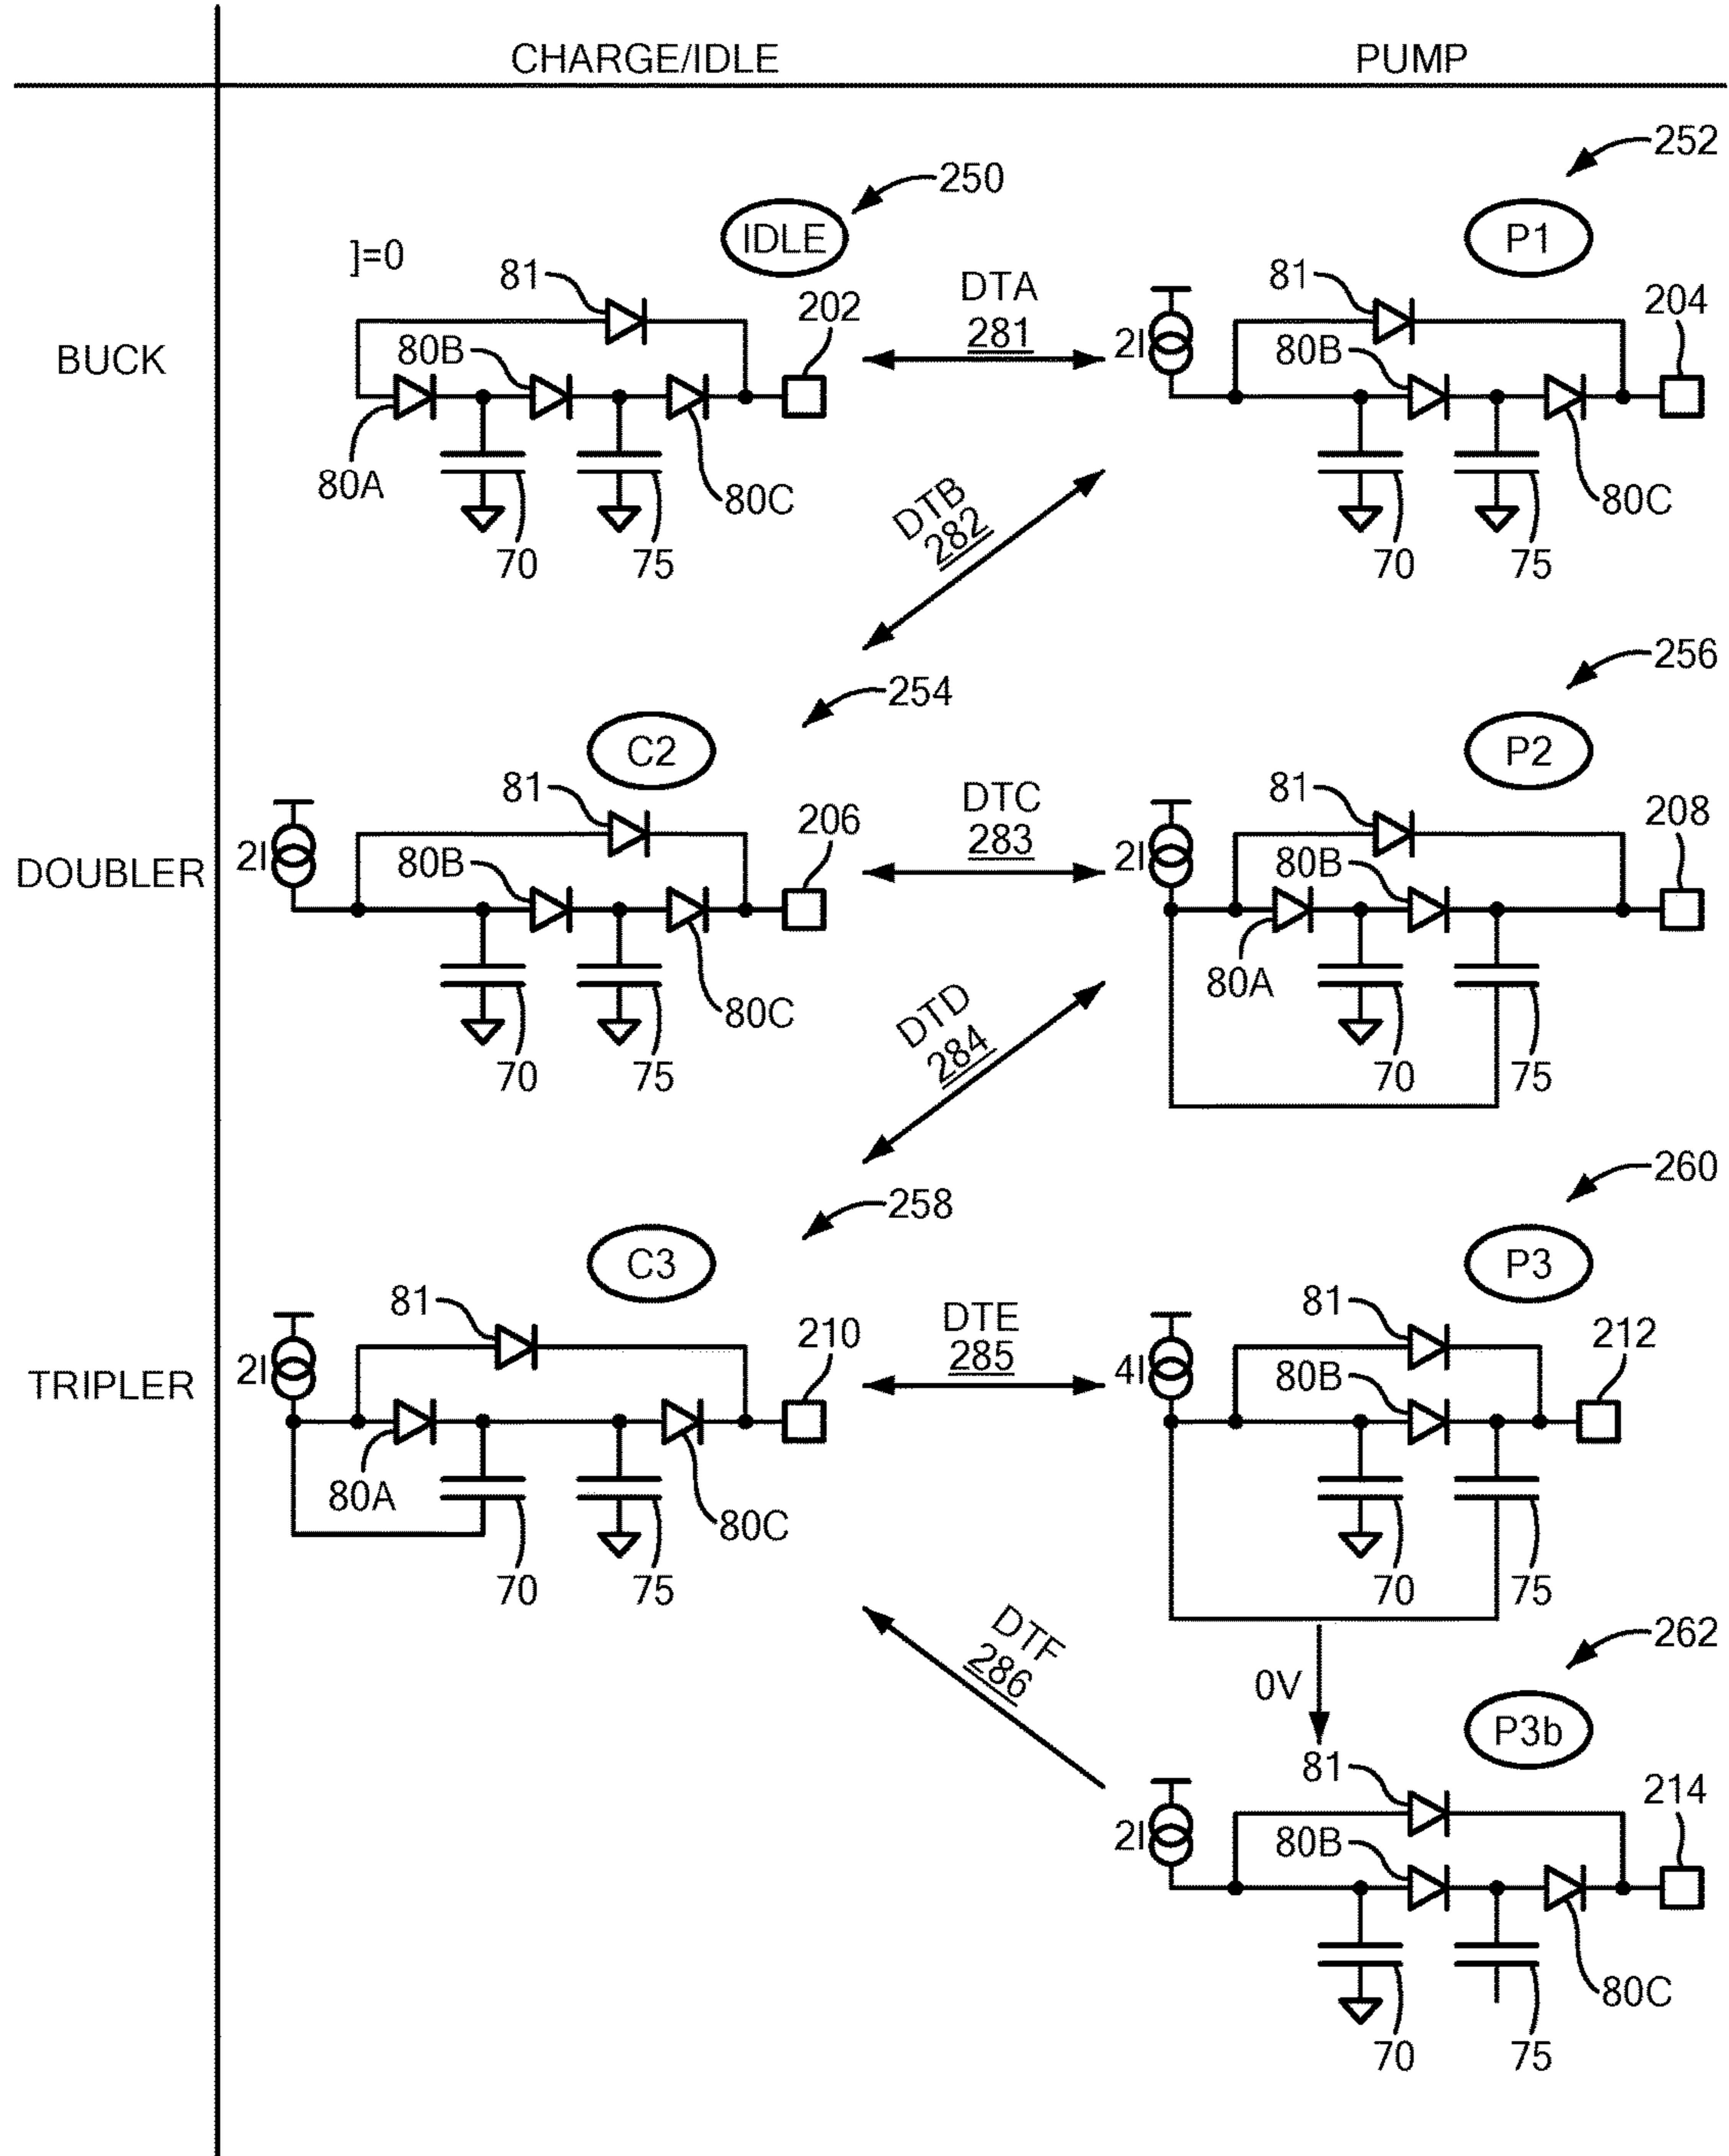 CHARGE/IDLE PUMP
252
250
IDLE P1
]=0
81 DTA 81
202 281 204
BUCK 80B 2I 80B
80A 80C DTB 80C
282
70 75 70 75
256
254
C2 P2
81 DTC 81
206 283 208
DOUBLER 2I 80B 2I 80B
80A
80C DTD
284
70 75 70 75
260
258
C3 P3
81 DTE 81
210 285 212
TRIPLER 2I 4I 80B
80A 80C
70 75 70 75
DTF 262
286 0V
P3b
81
214
2I 80B
80C
70 75